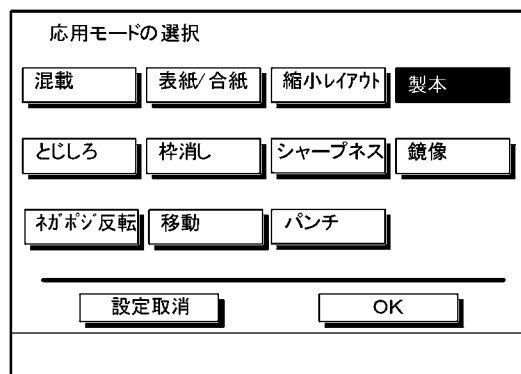 応用モードの選択
混載 表紙/合紙 縮小レイアウト 製本
とじしろ 枠消し シャープネス 鏡像
ネガポジ反転 移動 パンチ
設定取消 OK